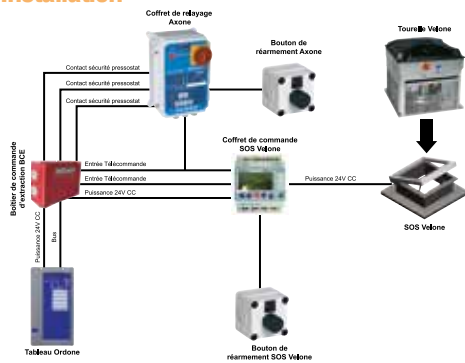 Installation
Coffret de relayage
Axone
Tourelle Velone
Bouton de
réarmement Axone
Contact sécurité pressostat
Contact sécurité pressostat
Contact sécurité pressostat
Coffret de commande
SOS Velone
Boîtier de commande
d'extraction BCE
Entrée Télécommande
Entrée Télécommande
Puissance 24V CC
Puissance 24V CC
SOS Velone
Puissance 24V CC
Bus
Tableau Ordone
Bouton de
réarmement SOS Velone